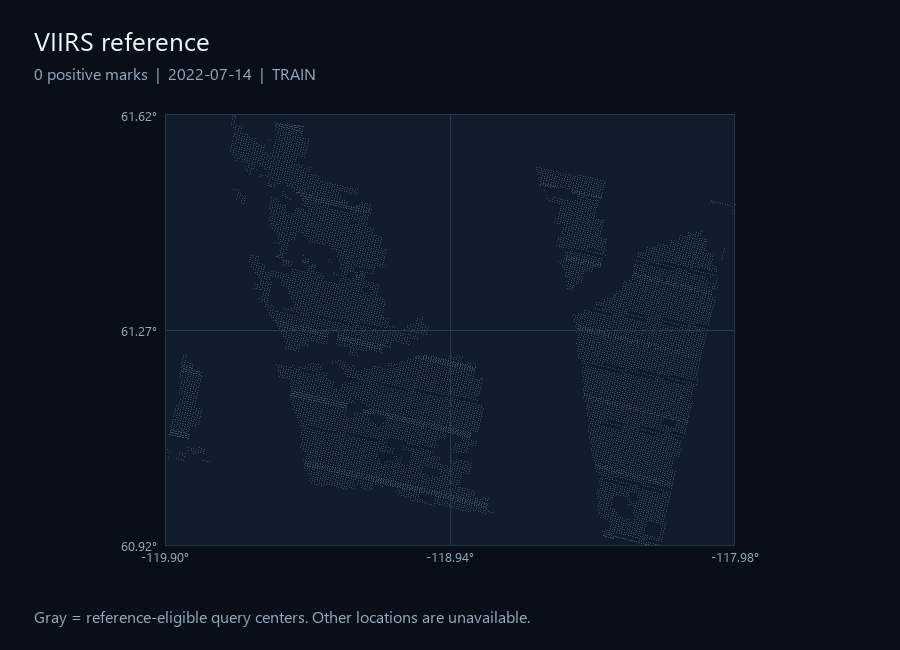 VIIRS reference
0 positive marks | 2022-07-14 | TRAIN
61.62°
61.27°
60.92°
-119.90°
-118.94°
-117.98°
Gray = reference-eligible query centers. Other locations are unavailable.